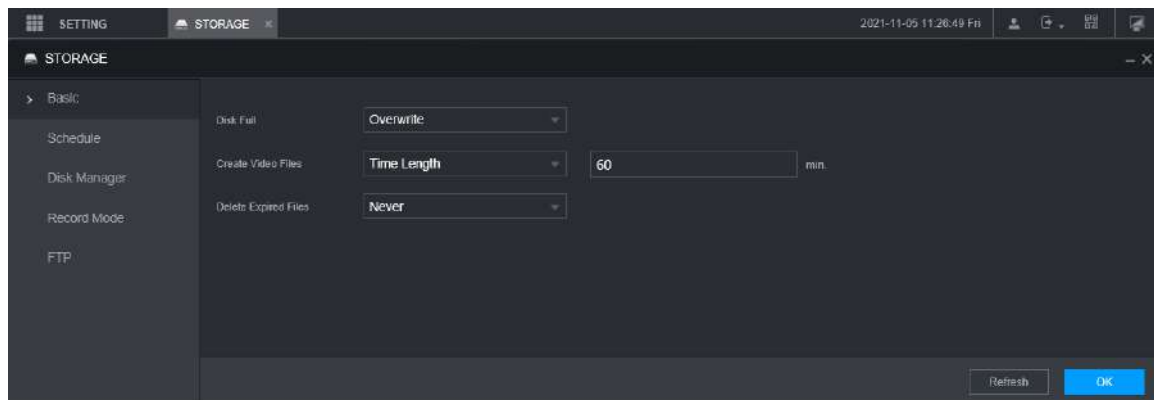 SETTING
STORAGE ×
2021-11-05 11:26:49 Fri
STORAGE
Basic
Disk Full
Overwrite
Schedule
Create Video Files
Time Length
60
min.
Disk Manager
Delete Expired Files
Never
Record Mode
FTP
Refresh
OK